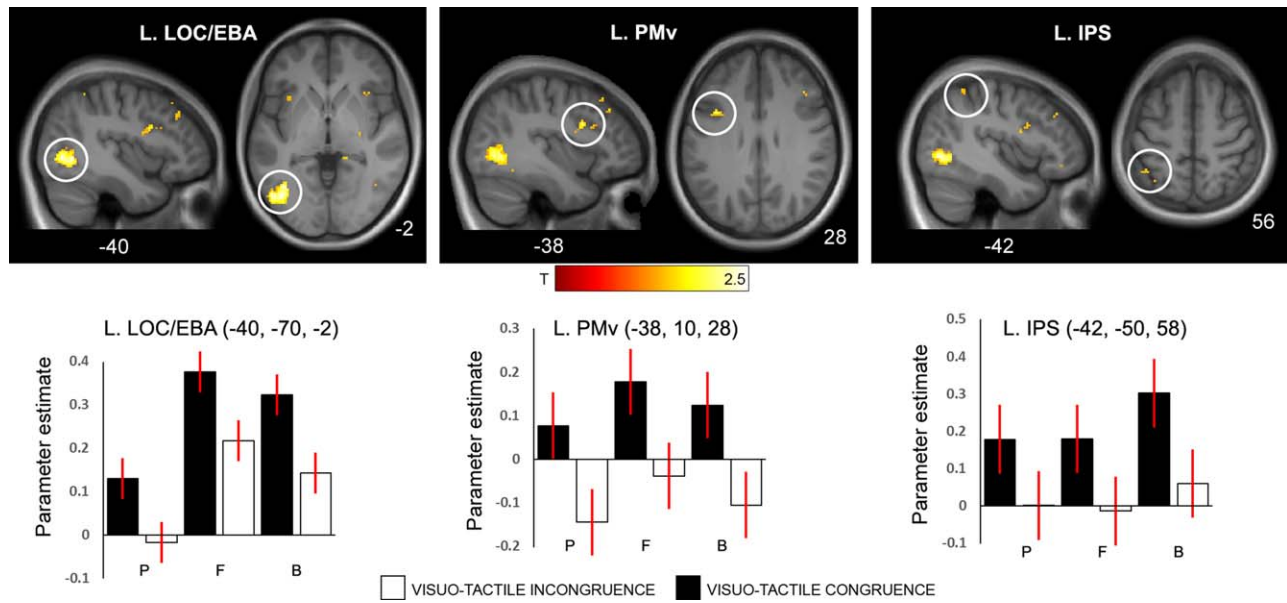 L. LOC/EBA
-40
-2
L. PMv
-38
28
L. IPS
-42
56
T 2.5
L. LOC/EBA (-40, -70, -2)
Parameter estimate
0.4
0.3
0.2
0.1
0
-0.1
P F B
L. PMv (-38, 10, 28)
Parameter estimate
0.3
0.2
0.1
0
-0.1
-0.2
P F B
L. IPS (-42, -50, 58)
Parameter estimate
0.5
0.4
0.3
0.2
0.1
0
-0.1
P F B
VISUO-TACTILE INCONGRUENCE VISUO-TACTILE CONGRUENCE